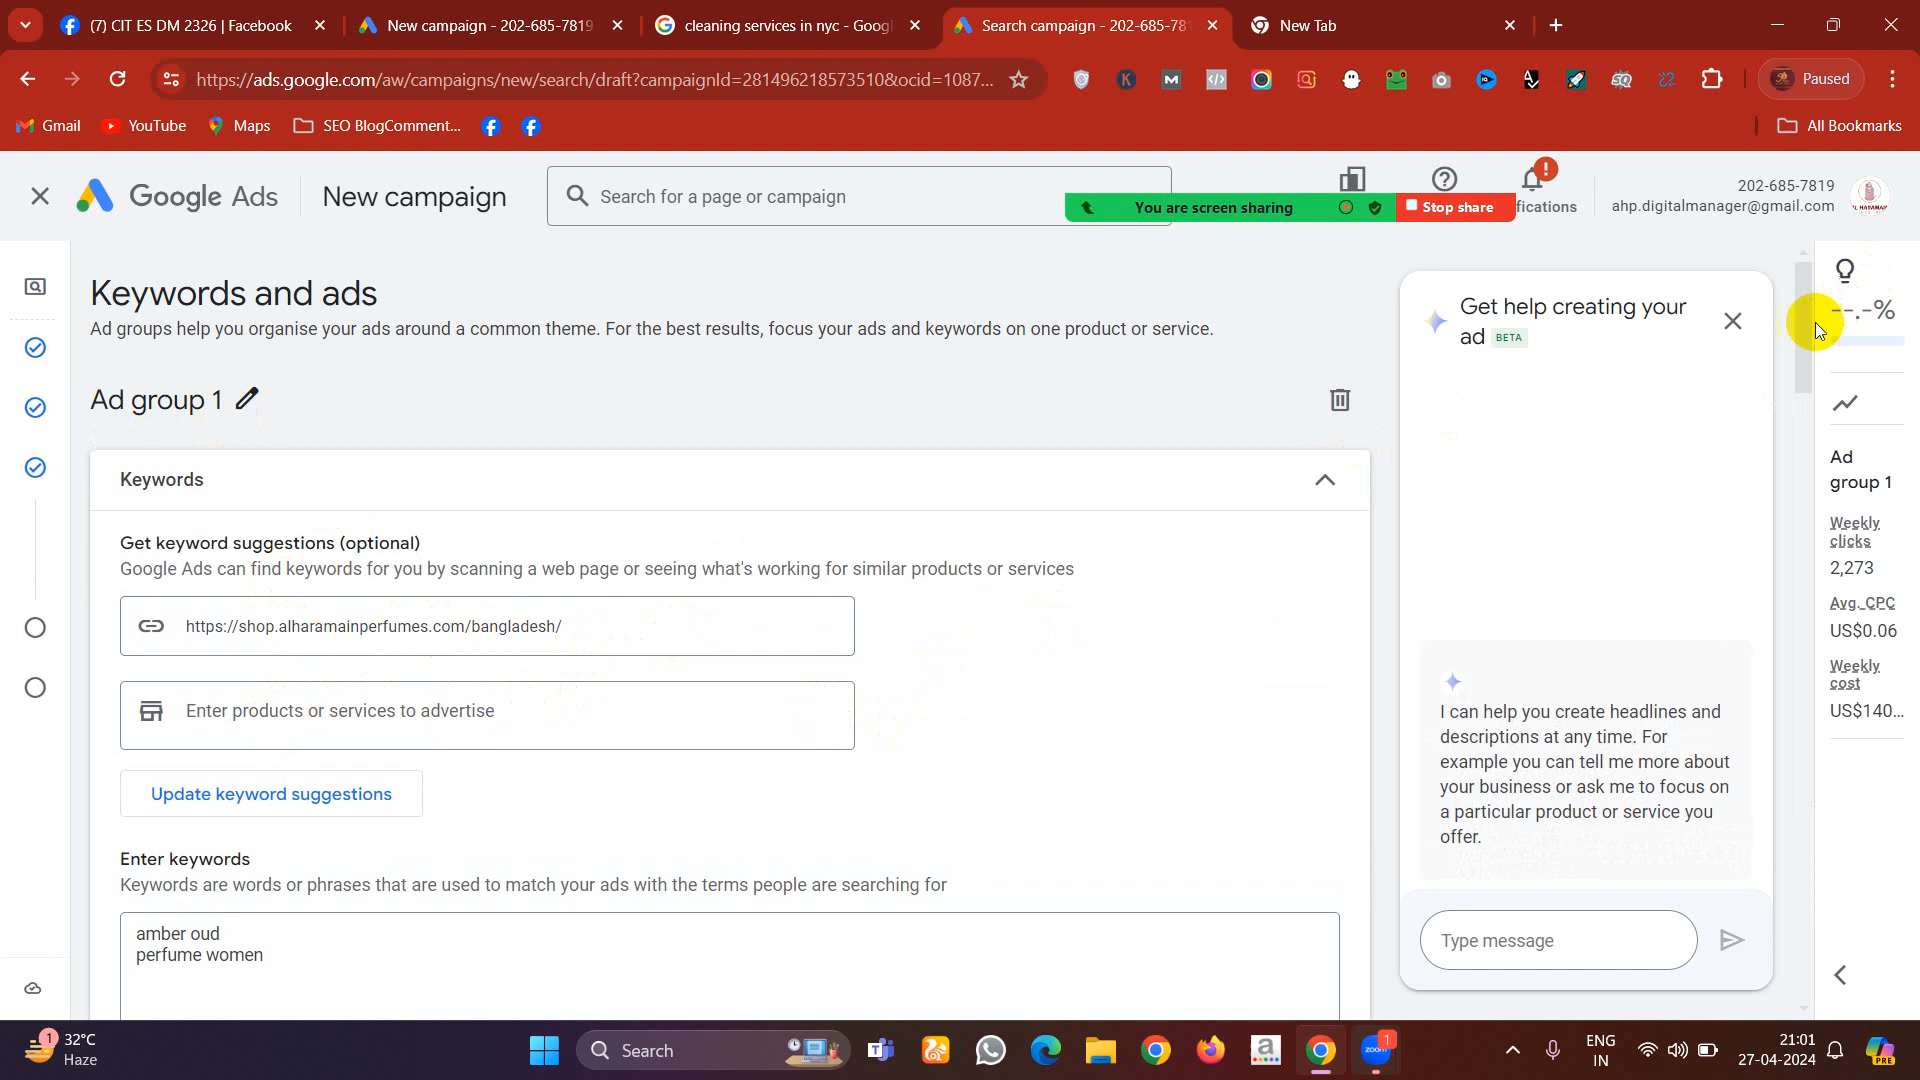 (7) CIT ES DM 2326 | Facebook
New campaign - 202-685-7819
cleaning services in nyc - Goog
Search campaign - 202-685-78
New Tab
https://ads.google.com/aw/campaigns/new/search/draft?campaignId=281496218573510&ocid=1087...
Paused
Gmail
YouTube
Maps
SEO BlogComment...
All Bookmarks
Google Ads
New campaign
Search for a page or campaign
You are screen sharing
Stop share
fications
202-685-7819
ahp.digitalmanager@gmail.com
Keywords and ads
Ad groups help you organise your ads around a common theme. For the best results, focus your ads and keywords on one product or service.
Ad group 1
Keywords
Get keyword suggestions (optional)
Google Ads can find keywords for you by scanning a web page or seeing what's working for similar products or services
https://shop.alharamainperfumes.com/bangladesh/
Enter products or services to advertise
Update keyword suggestions
Enter keywords
Keywords are words or phrases that are used to match your ads with the terms people are searching for
amber oud
perfume women
Get help creating your
ad BETA
I can help you create headlines and
descriptions at any time. For
example you can tell me more about
your business or ask me to focus on
a particular product or service you
offer.
Type message
--.-%
Ad
group 1
Weekly
clicks
2,273
Avg. CPC
US$0.06
Weekly
cost
US$140...
1
32°C
Haze
Search
zoom
1
ENG
IN
21:01
27-04-2024
PRE